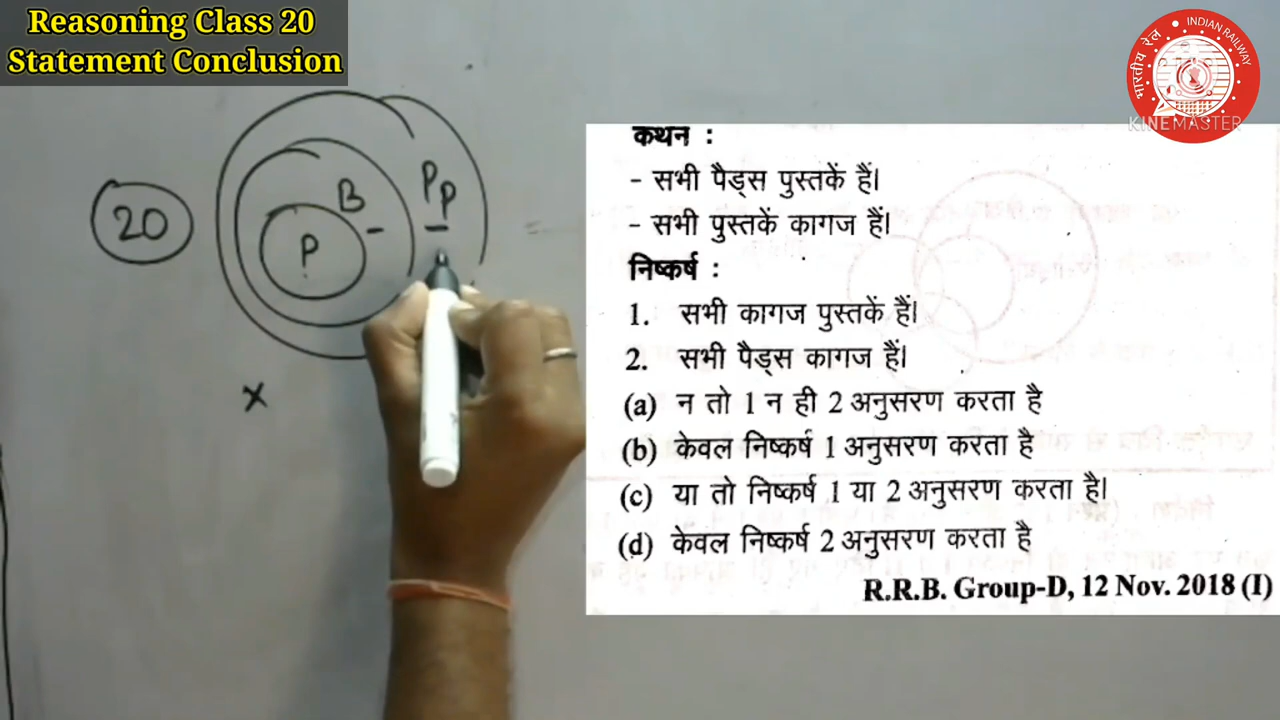 Reasoning Class 20
Statement Conclusion
भारतीय रेल
INDIAN RAILWAY
KINEMASTER
20
P
B
PP
x
कथन :
- सभी पैड्स पुस्तकें हैं।
- सभी पुस्तकें कागज हैं।
निष्कर्ष :
1. सभी कागज पुस्तकें हैं।
2. सभी पैड्स कागज हैं।
(a) न तो 1 न ही 2 अनुसरण करता है
(b) केवल निष्कर्ष 1 अनुसरण करता है
(c) या तो निष्कर्ष 1 या 2 अनुसरण करता है।
(d) केवल निष्कर्ष 2 अनुसरण करता है
R.R.B. Group-D, 12 Nov. 2018 (I)